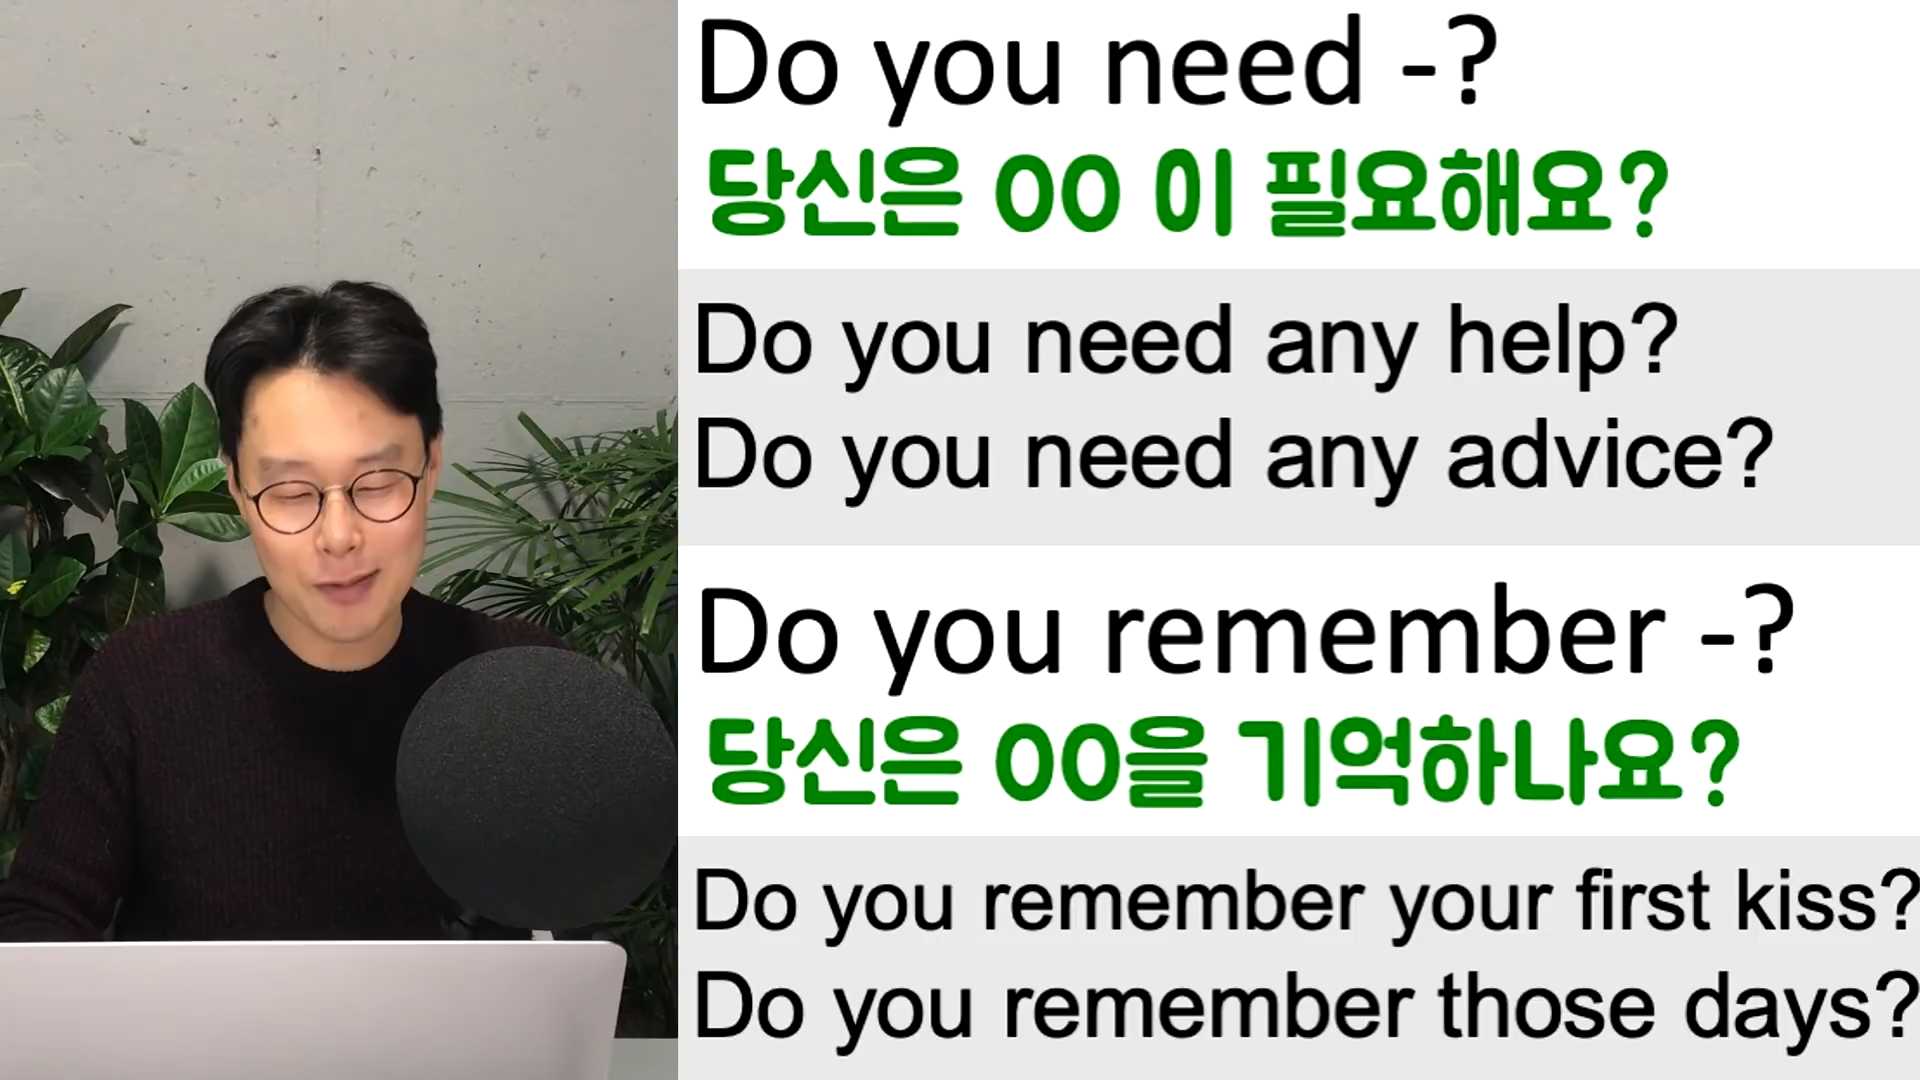 Do you need -?
당신은 OO 이 필요해요?
Do you need any help?
Do you need any advice?
Do you remember -?
당신은 OO을 기억하나요?
Do you remember your first kiss?
Do you remember those days?